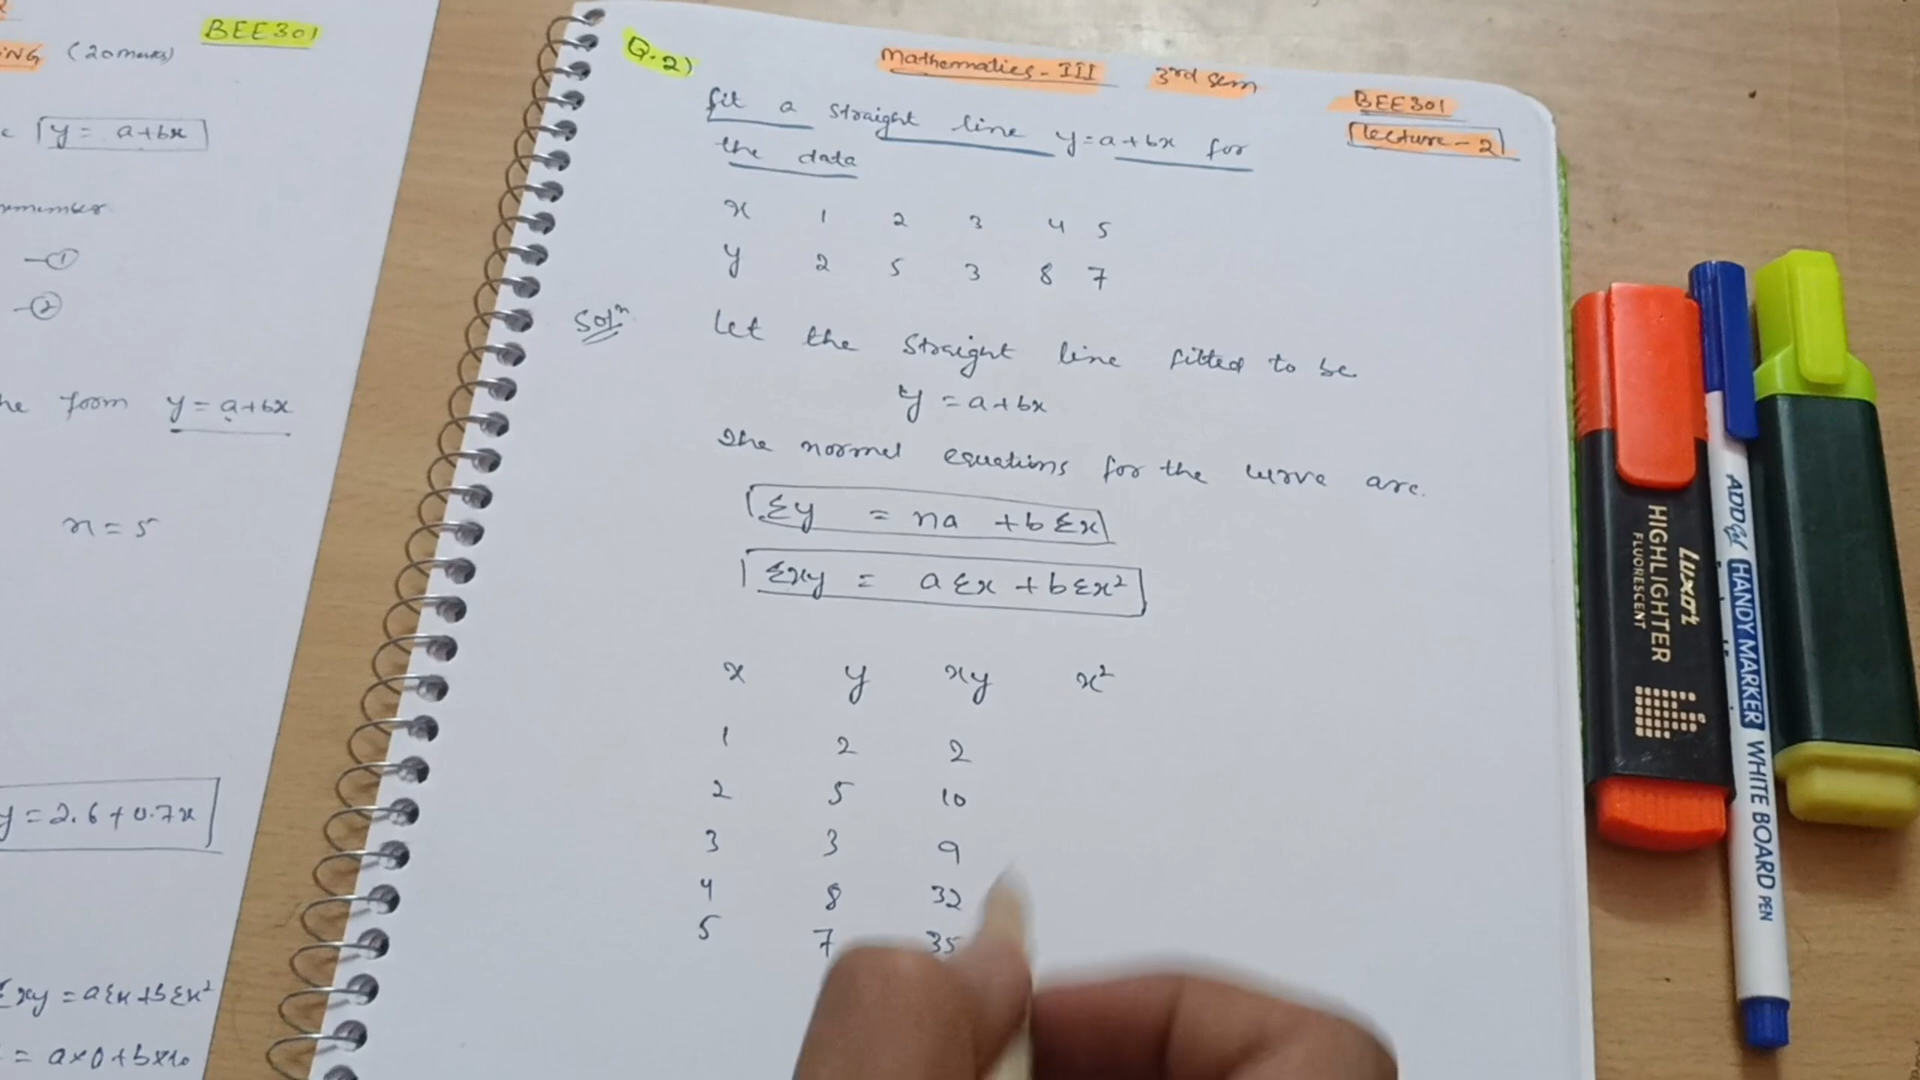 BEE301
ING (20 marks)
y = a+bx
remember
-①
-②
he form y = a+bx
n = 5
y = 2.6 + 0.7x
Σxy = aΣx + bΣx²
= a×0 + b×10
Q.2) Mathematics - III 3rd sem BEE301
Lecture - 2
fit a straight line y = a+bx for
the data
x 1 2 3 4 5
y 2 5 3 8 7
Solⁿ Let the straight line fitted to be
y = a+bx
The normal equations for the curve are.
Σy = na + bΣx
Σxy = aΣx + bΣx²
x y xy x²
1 2 2
2 5 10
3 3 9
4 8 32
5 7 35
Luxor
HIGHLIGHTER
FLUORESCENT
ADD Gel HANDY MARKER WHITE BOARD PEN